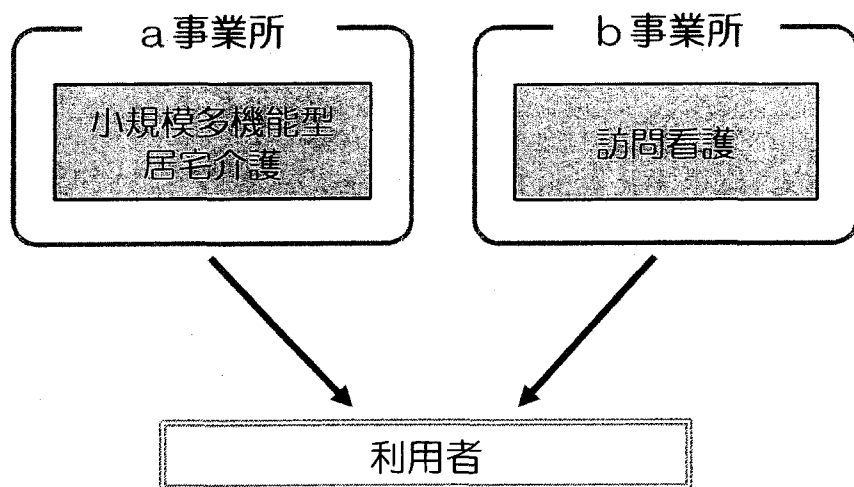 a事業所
小規模多機能型
居宅介護
b事業所
訪問看護
利用者